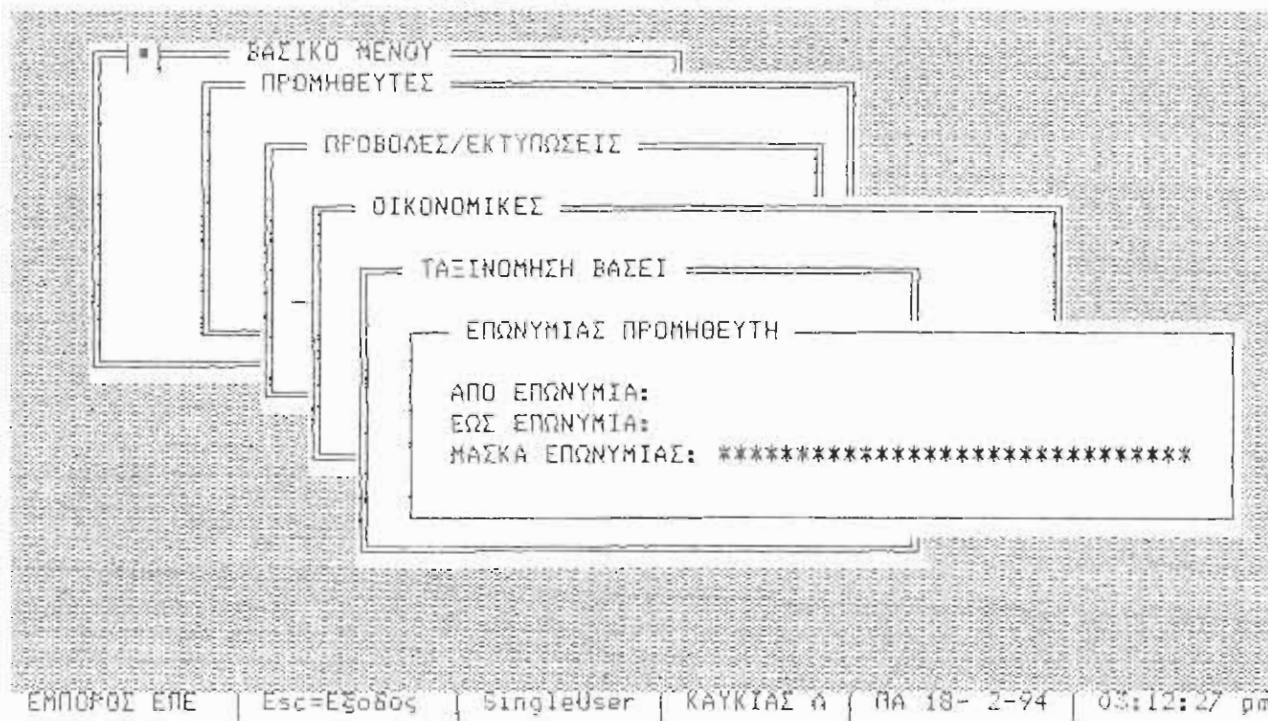 ΒΑΣΙΚΟ ΜΕΝΟΥ
ΠΡΟΜΗΘΕΥΤΕΣ
ΠΡΟΒΟΛΕΣ/ΕΚΤΥΠΩΣΕΙΣ
ΟΙΚΟΝΟΜΙΚΕΣ
ΤΑΞΙΝΟΜΗΣΗ ΒΑΣΕΙ
ΕΠΩΝΥΜΙΑΣ ΠΡΟΜΗΘΕΥΤΗ
ΑΠΟ ΕΠΩΝΥΜΙΑ:
ΕΩΣ ΕΠΩΝΥΜΙΑ:
ΜΑΣΚΑ ΕΠΩΝΥΜΙΑΣ: ******************************
ΕΜΠΟΡΟΣ ΕΠΕ | Esc=Εξοδος | SingleUser | ΚΑΥΚΙΑΣ Δ | ΠΑ 18- 2-94 | 03:12:27 pm